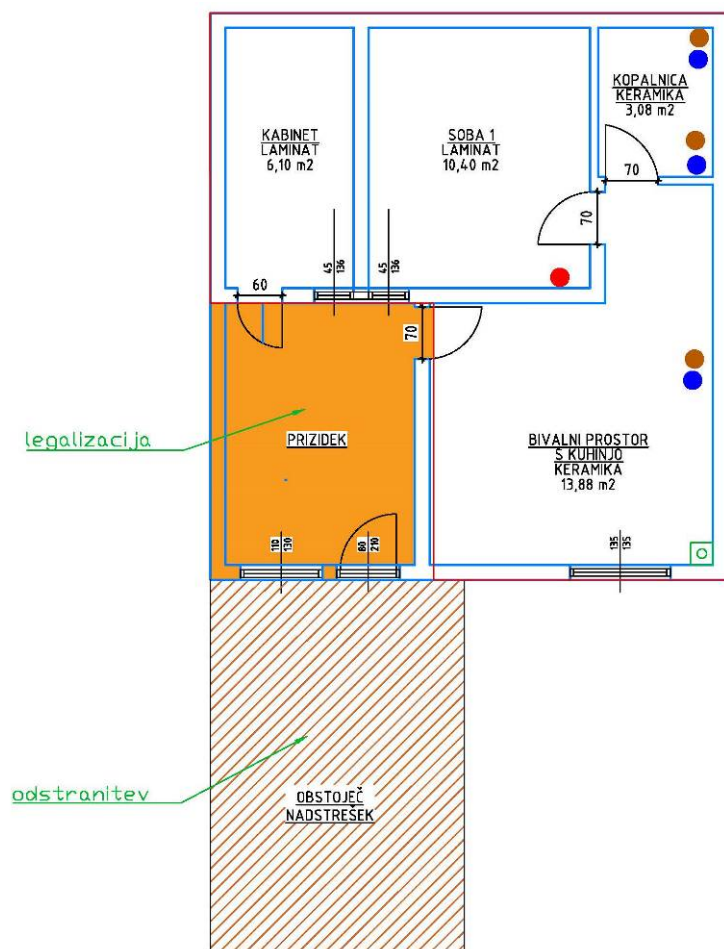 KABINET
LAMINAT
6,10 m2
SOBA 1
LAMINAT
10,40 m2
KOPALNICA
KERAMIKA
3,08 m2
70
70
45
136
45
136
60
70
legalizacija
PRIZIDEK
BIVALNI PROSTOR
S KUHINJO
KERAMIKA
13,88 m2
110
130
80
210
135
135
odstranitev
OBSTOJEČ
NADSTREŠEK